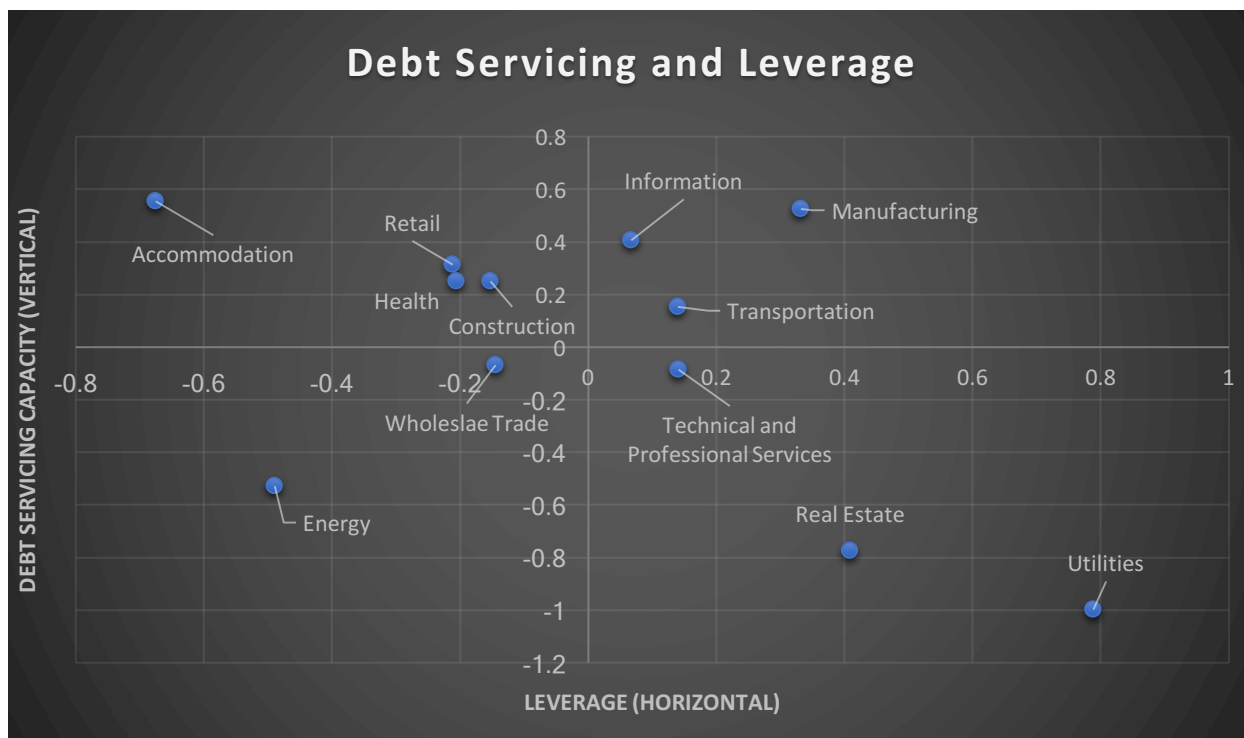 Debt Servicing and Leverage
DEBT SERVICING CAPACITY (VERTICAL)
0.8
0.6
0.4
0.2
0
-0.2
-0.4
-0.6
-0.8
-1
-1.2
-0.8
-0.6
-0.4
-0.2
0
0.2
0.4
0.6
0.8
1
Information
Manufacturing
Retail
Accommodation
Health
Construction
Transportation
Wholeslae Trade
Technical and
Professional Services
Energy
Real Estate
Utilities
LEVERAGE (HORIZONTAL)